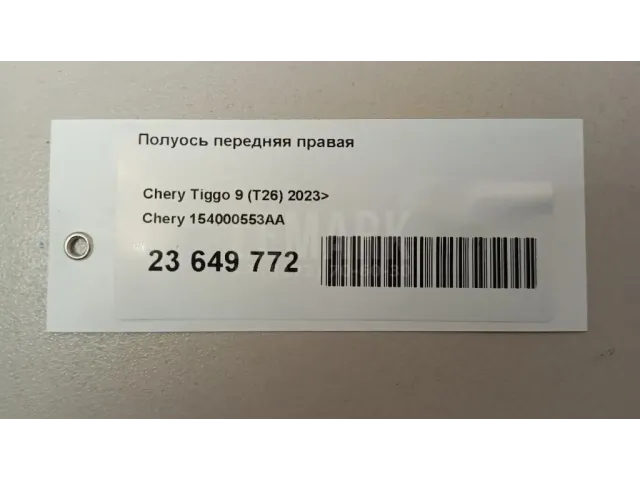 Полуось передняя правая
Chery Tiggo 9 (T26) 2023>
Chery 154000553AA
23 649 772